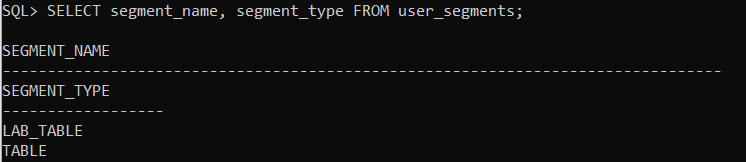 SQL> SELECT segment_name, segment_type FROM user_segments;
SEGMENT_NAME
--------------------------------------------------------------------------------
SEGMENT_TYPE
------------------
LAB_TABLE
TABLE